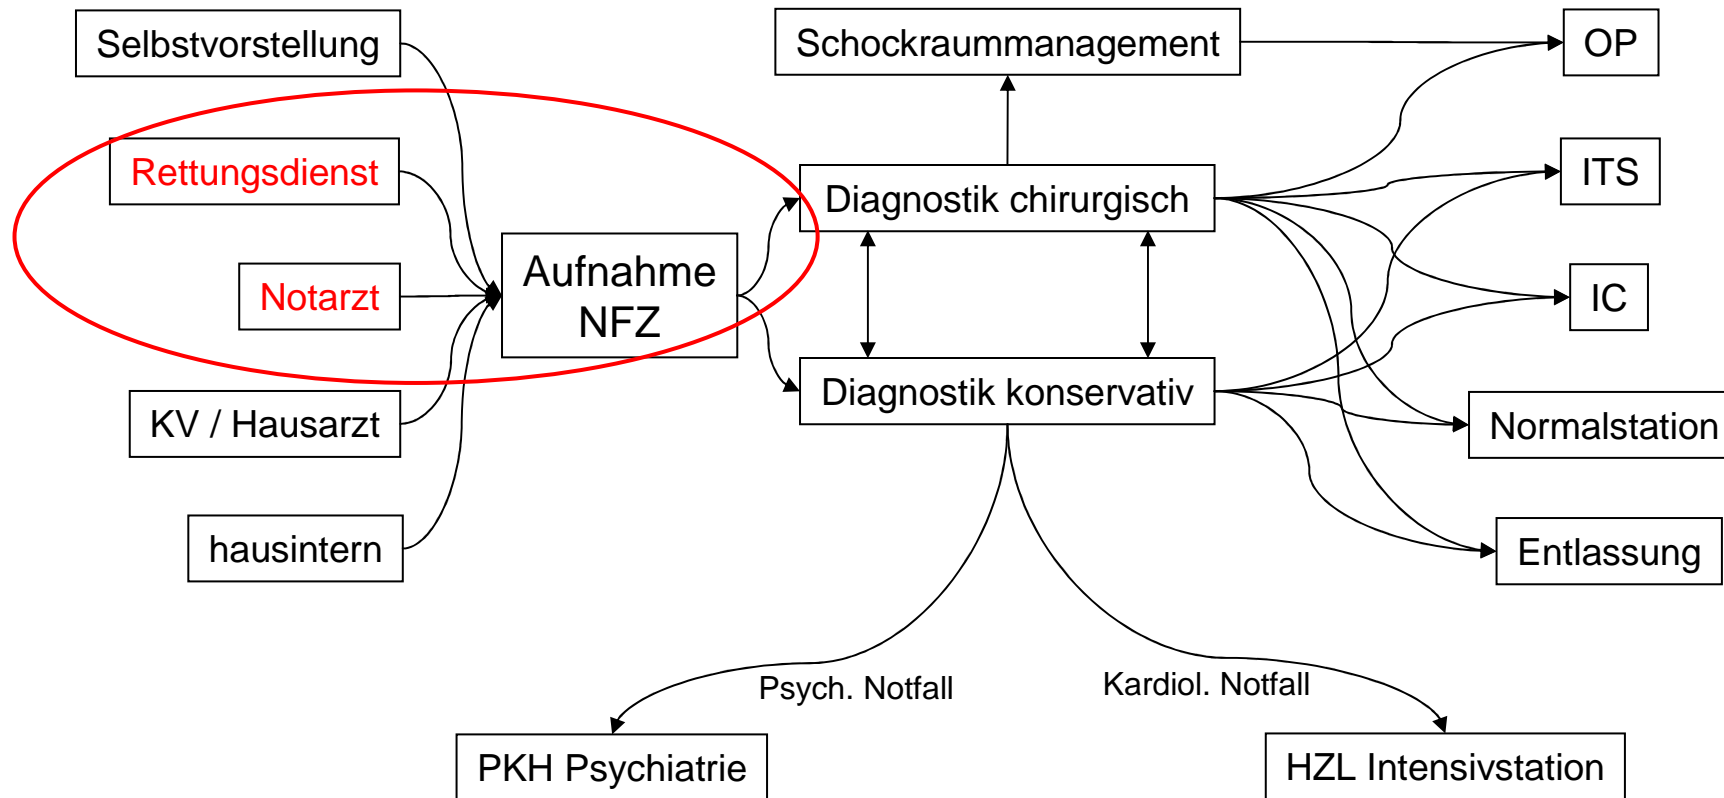 Selbstvorstellung
Rettungsdienst
Notarzt
KV / Hausarzt
hausintern
Aufnahme
NFZ
Schockraummanagement
Diagnostik chirurgisch
Diagnostik konservativ
OP
ITS
IC
Normalstation
Entlassung
Psych. Notfall
Kardiol. Notfall
PKH Psychiatrie
HZL Intensivstation